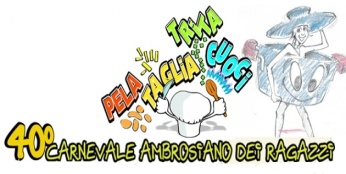 PELA
TAGLIA
TRITA
CUOCI
40° CARNEVALE AMBROSIANO DEI RAGAZZI